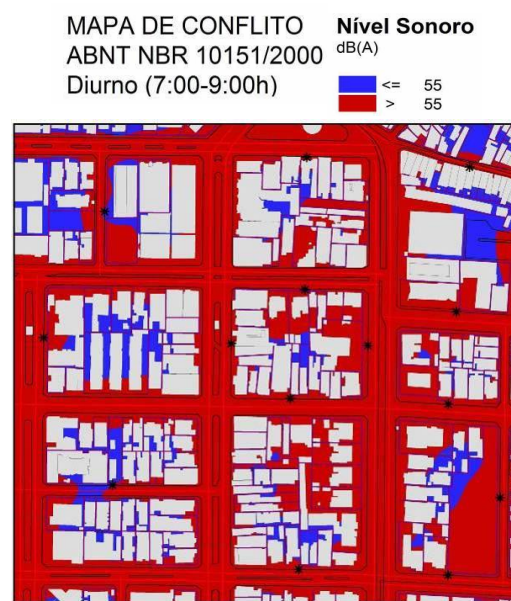 MAPA DE CONFLITO
ABNT NBR 10151/2000
Diurno (7:00-9:00h)
Nível Sonoro
dB(A)
<= 55
> 55